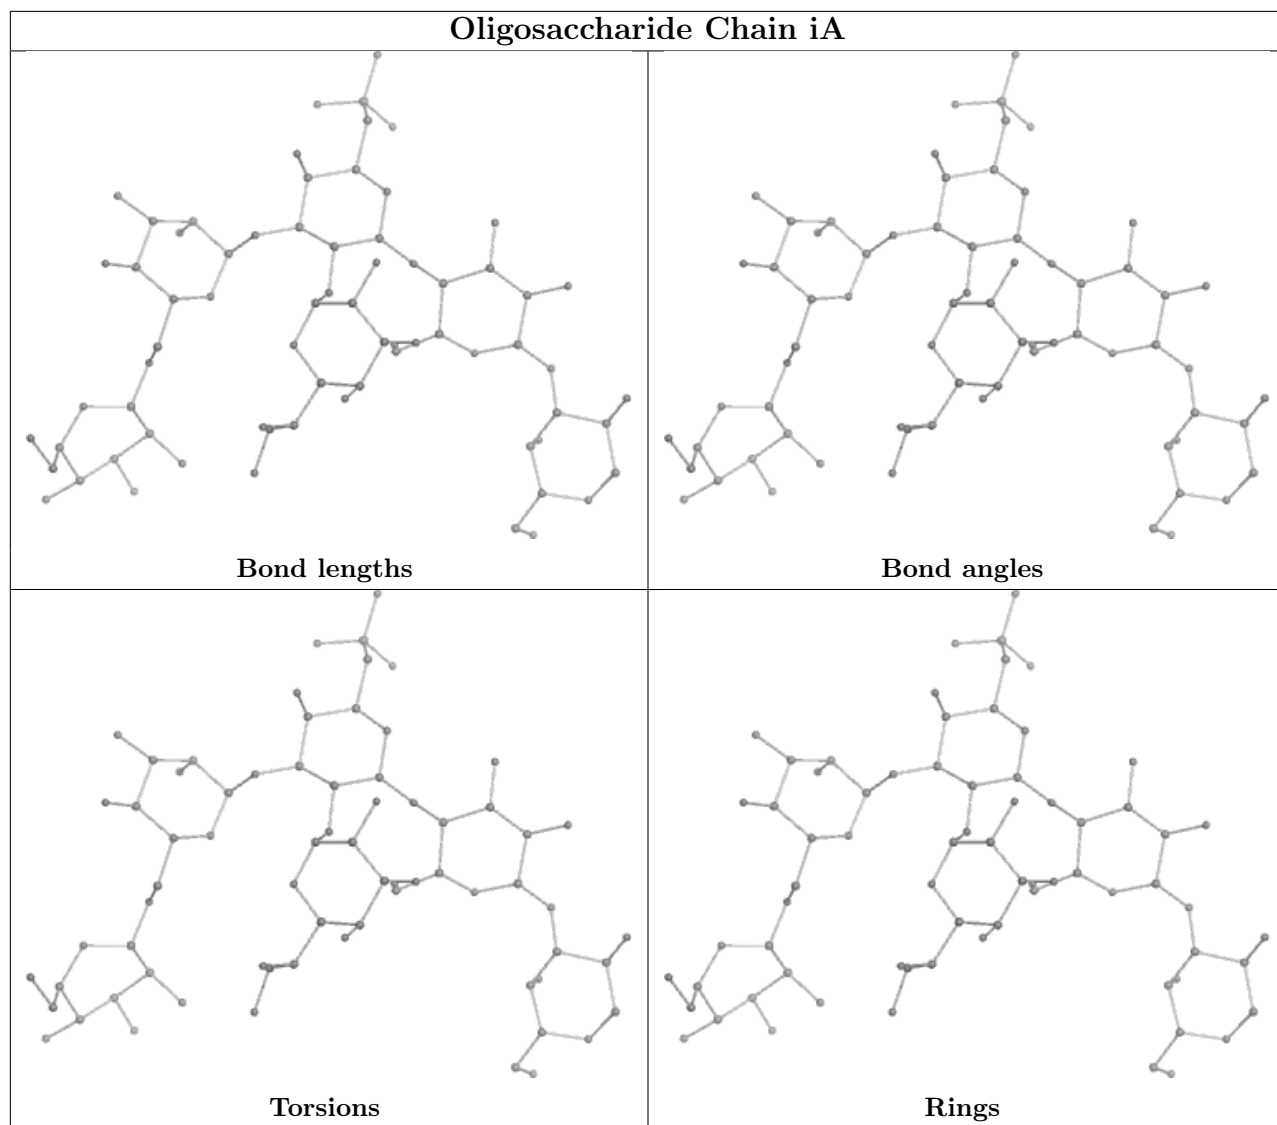 Oligosaccharide Chain iA
Bond lengths
Bond angles
Torsions
Rings